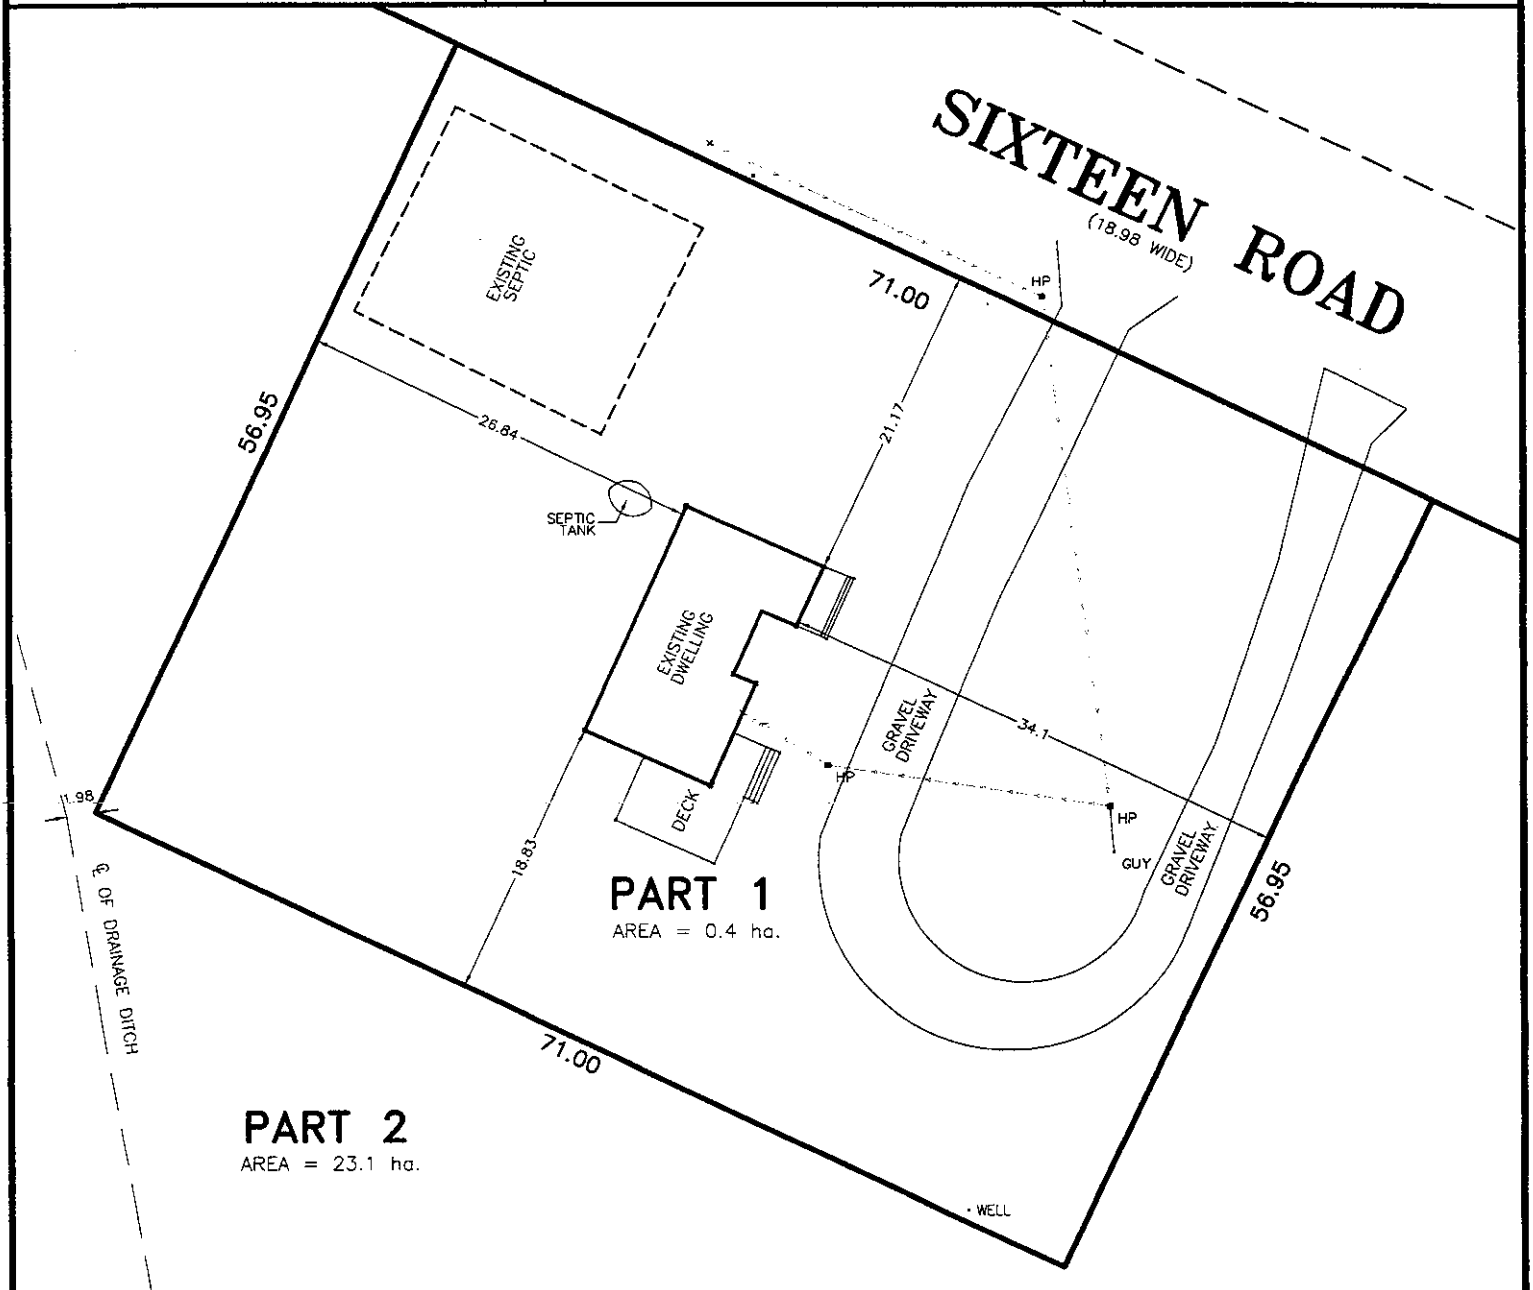 SIXTEEN ROAD
(18.98 WIDE)
HP
71.00
EXISTING
SEPTIC
21.17
56.95
26.84
SEPTIC
TANK
EXISTING
DWELLING
GRAVEL
DRIVEWAY
34.1
HP
HP
GUY
GRAVEL
DRIVEWAY
1.98
DECK
18.83
56.95
PART 1
AREA = 0.4 ha.
℄ OF DRAINAGE DITCH
71.00
PART 2
AREA = 23.1 ha.
WELL